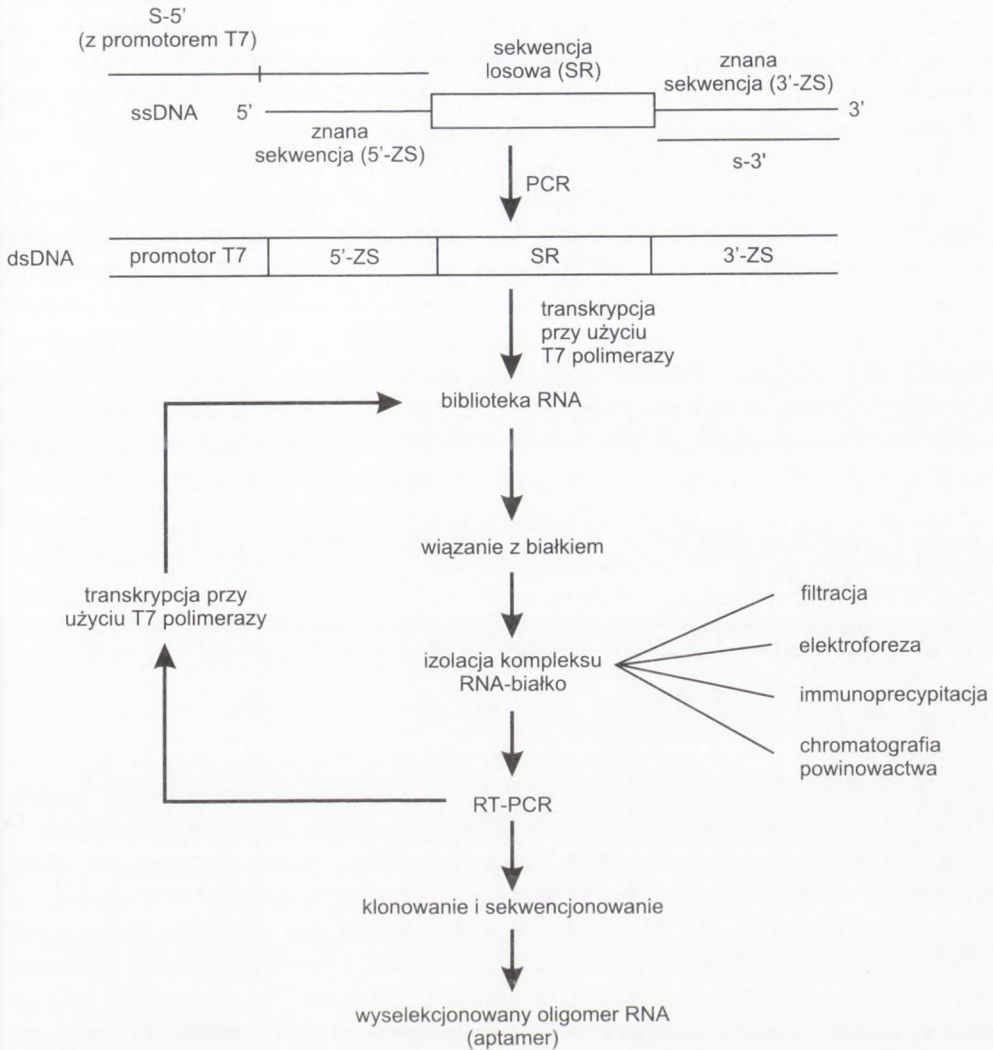 S-5’
(z promotorem T7)
sekwencja
losowa (SR)
znana
sekwencja (3’-ZS)
ssDNA 5’
3’
znana
sekwencja (5’-ZS)
s-3'
PCR
dsDNA
promotor T7 5’-ZS SR 3’-ZS
transkrypcja
przy użyciu
T7 polimerazy
biblioteka RNA
wiązanie z białkiem
transkrypcja przy
użyciu T7 polimerazy
izolacja kompleksu
RNA-białko
filtracja
elektroforeza
immunoprecypitacja
chromatografia
powinowactwa
RT-PCR
klonowanie i sekwencjonowanie
wyselekcjonowany oligomer RNA
(aptamer)